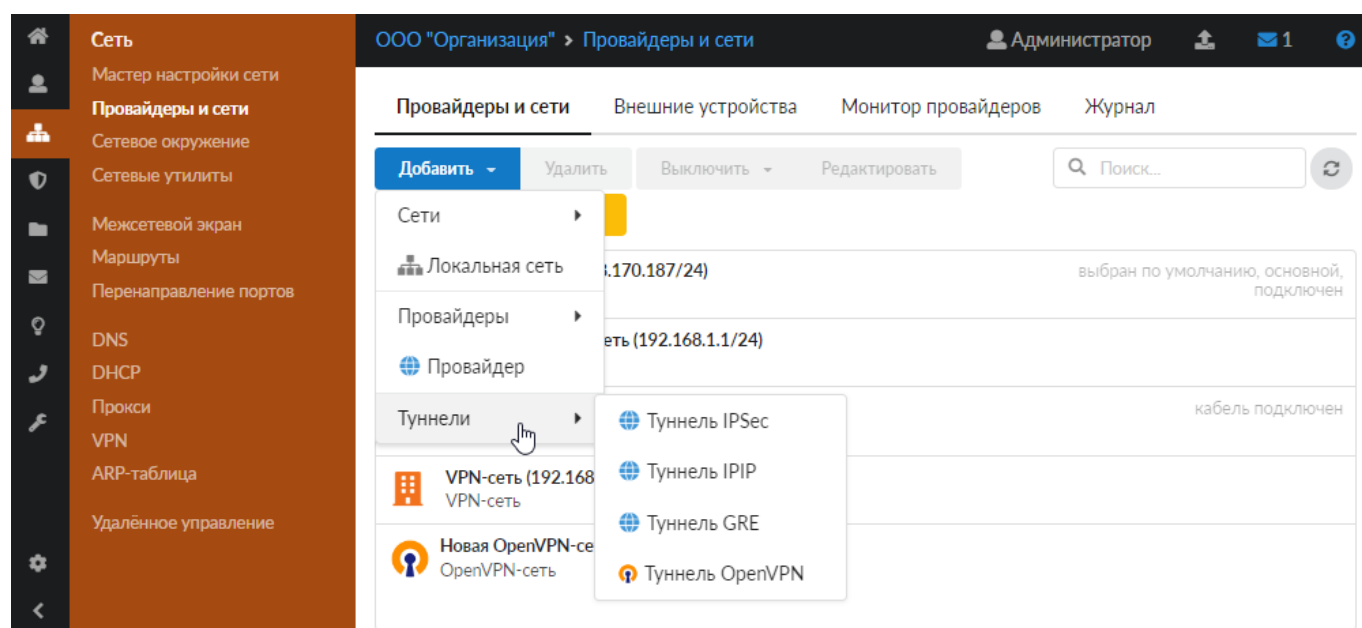 Сеть
Мастер настройки сети
Провайдеры и сети
Сетевое окружение
Сетевые утилиты
Межсетевой экран
Маршруты
Перенаправление портов
DNS
DHCP
Прокси
VPN
ARP-таблица
Удалённое управление
ООО "Организация" › Провайдеры и сети
Администратор
1
Провайдеры и сети Внешние устройства Монитор провайдеров Журнал
Добавить Удалить Выключить Редактировать Поиск...
Сети
Локальная сеть
Провайдеры
Провайдер
Туннели
Туннель IPSec
Туннель IPIP
Туннель GRE
Туннель OpenVPN
.170.187/24)
выбран по умолчанию, основной,
подключен
еть (192.168.1.1/24)
кабель подключен
VPN-сеть (192.168
VPN-сеть
Новая OpenVPN-се
OpenVPN-сеть